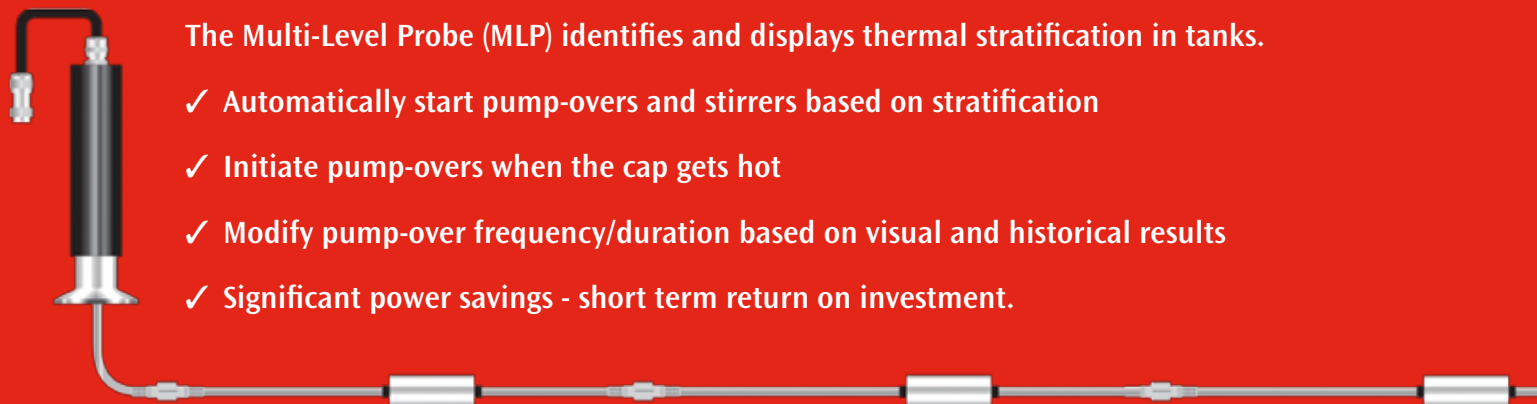 The Multi-Level Probe (MLP) identifies and displays thermal stratification in tanks.
✓ Automatically start pump-overs and stirrers based on stratification
✓ Initiate pump-overs when the cap gets hot
✓ Modify pump-over frequency/duration based on visual and historical results
✓ Significant power savings - short term return on investment.